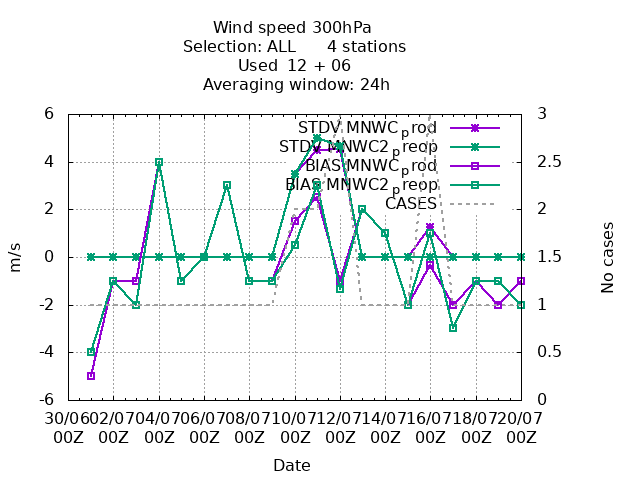 Wind speed 300hPa
Selection: ALL      4 stations
Used  12 + 06
Averaging window: 24h
6 3
STDV MNWC_prod
STDV MNWC2_preop
4 2.5
BIAS MNWC_prod
BIAS MNWC2_preop
CASES
2 2
0 1.5
-2 1
-4 0.5
-6 0
m/s
No cases
30/06 02/07 04/07 06/07 08/07 10/07 12/07 14/07 16/07 18/07 20/07
00Z 00Z 00Z 00Z 00Z 00Z 00Z 00Z 00Z 00Z 00Z
Date